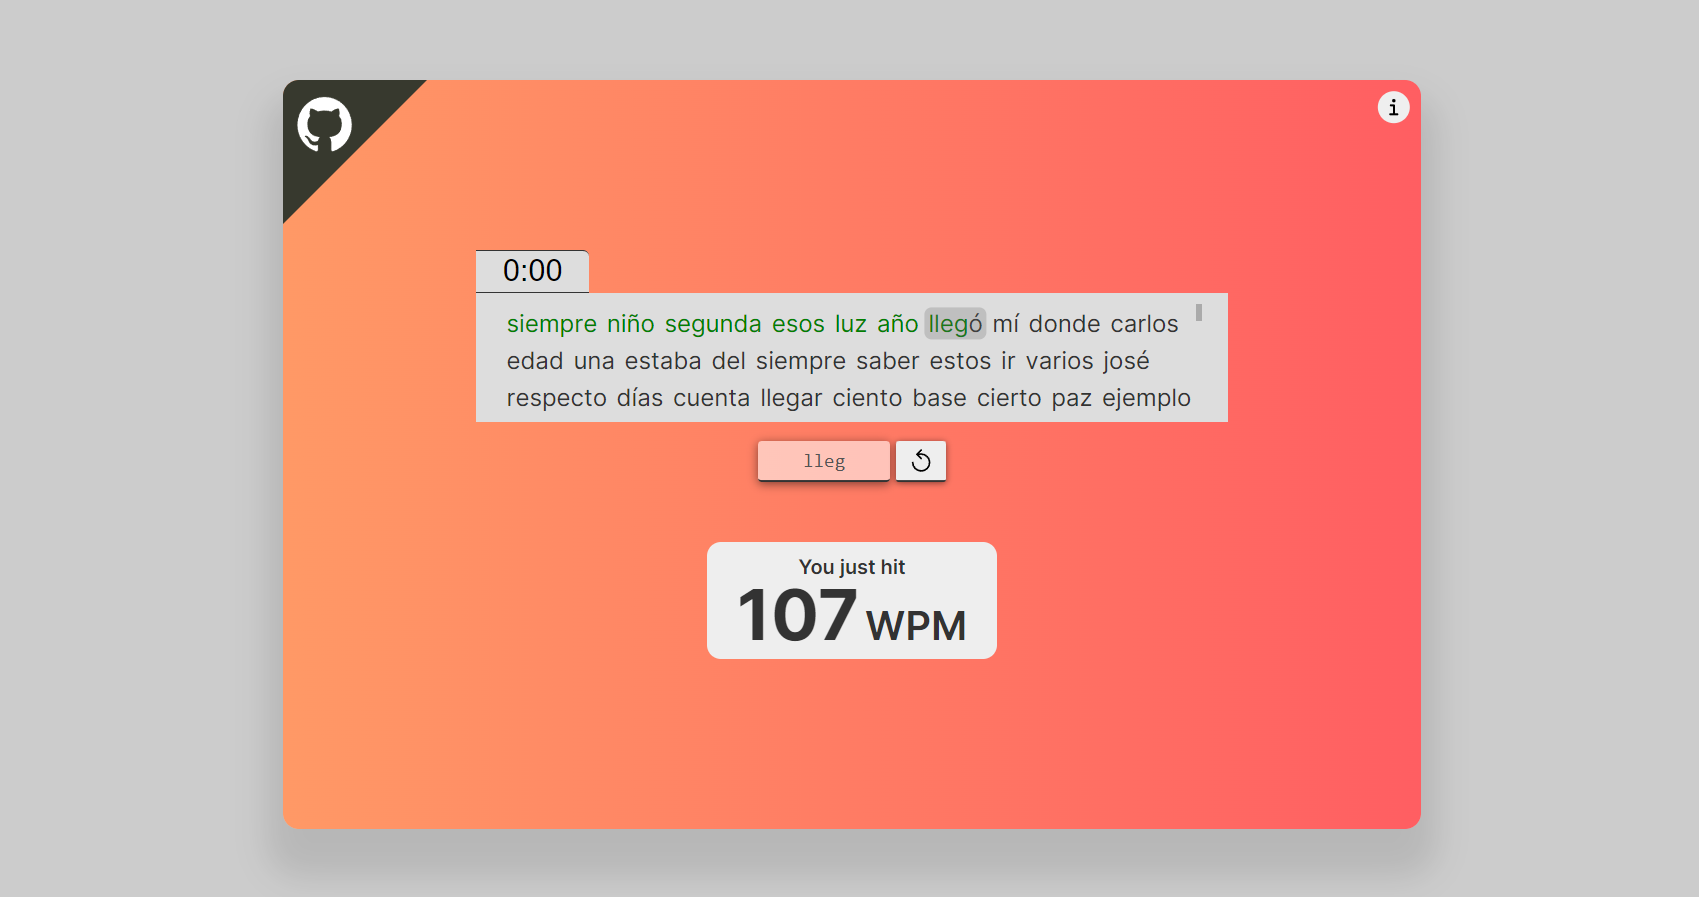 i
0:00
siempre niño segunda esos luz año llegó mí donde carlos
edad una estaba del siempre saber estos ir varios josé
respecto días cuenta llegar ciento base cierto paz ejemplo
lleg
You just hit
107 WPM